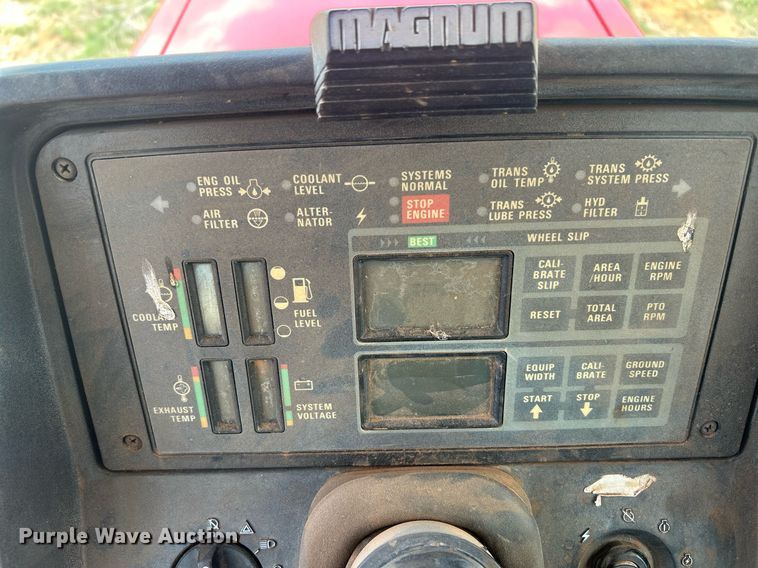 MAGNUM
ENG OIL
PRESS
COOLANT
LEVEL
SYSTEMS
NORMAL
TRANS
OIL TEMP
TRANS
SYSTEM PRESS
AIR
FILTER
ALTER-
NATOR
STOP
ENGINE
TRANS
LUBE PRESS
HYD
FILTER
BEST
WHEEL SLIP
CALI-
BRATE
SLIP
AREA
/HOUR
ENGINE
RPM
RESET
TOTAL
AREA
PTO
RPM
COOLANT
TEMP
FUEL
LEVEL
EXHAUST
TEMP
SYSTEM
VOLTAGE
EQUIP
WIDTH
CALI-
BRATE
GROUND
SPEED
START
STOP
ENGINE
HOURS
Purple Wave Auction
purplewave.com